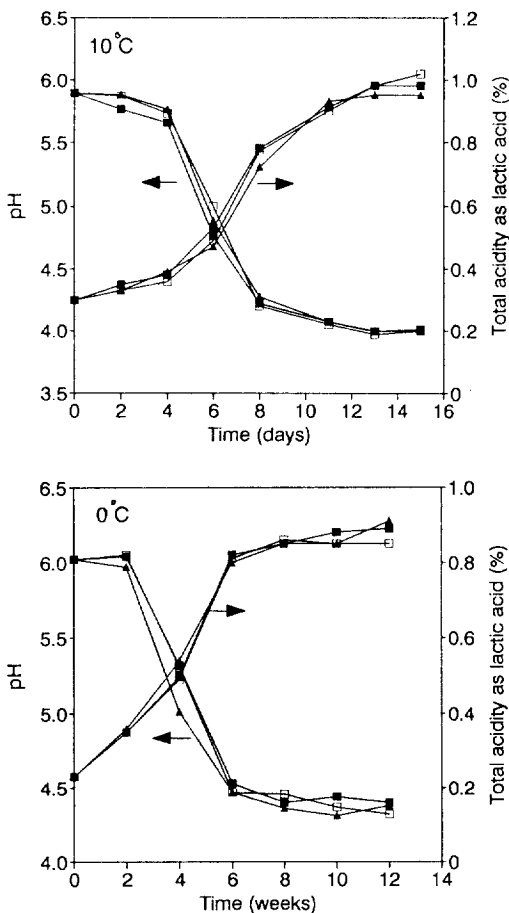 10°C
6.5
6.0
5.5
5.0
4.5
4.0
3.5
pH
1.2
1.0
0.8
0.6
0.4
0.2
0
Total acidity as lactic acid (%)
0 2 4 6 8 10 12 14 16
Time (days)
0°C
6.5
6.0
5.5
5.0
4.5
4.0
pH
1.0
0.8
0.6
0.4
0.2
0
Total acidity as lactic acid (%)
0 2 4 6 8 10 12 14
Time (weeks)